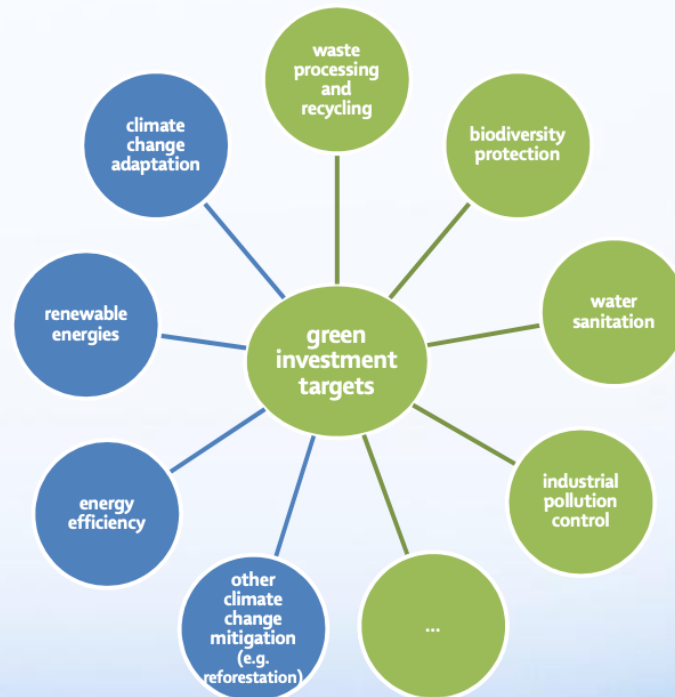 waste
processing
and
recycling
biodiversity
protection
water
sanitation
industrial
pollution
control
...
other
climate
change
mitigation
(e.g.
reforestation)
energy
efficiency
renewable
energies
climate
change
adaptation
green
investment
targets